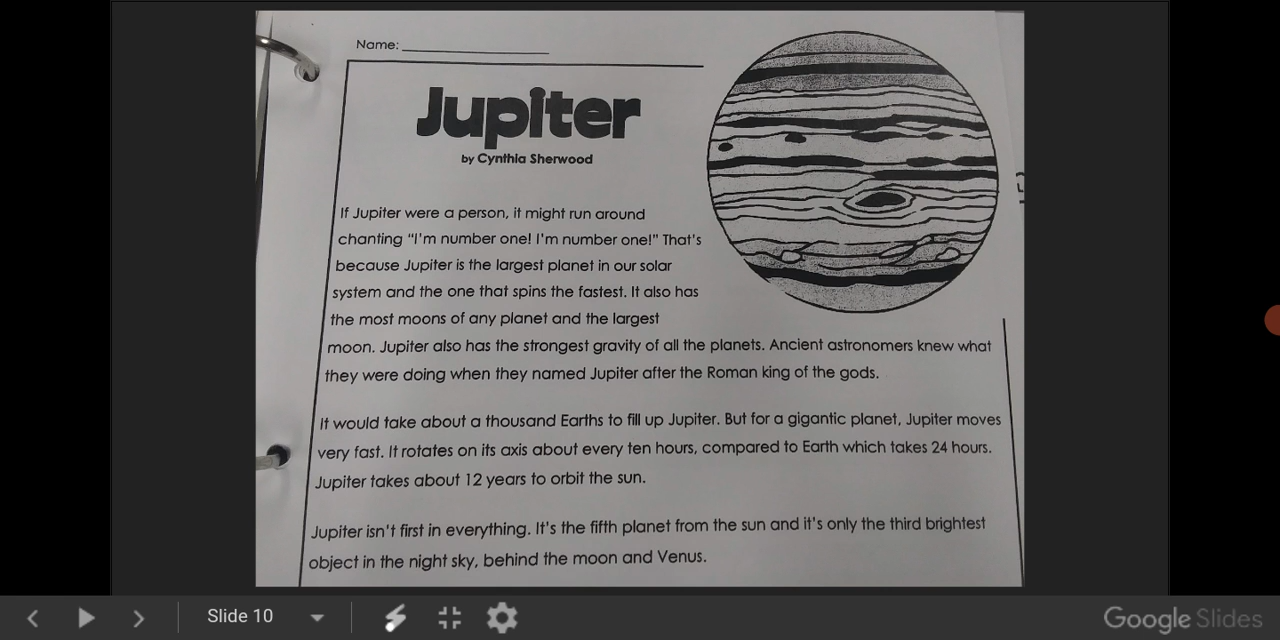 Name:
Jupiter
by Cynthia Sherwood
If Jupiter were a person, it might run around
chanting "I'm number one! I'm number one!" That's
because Jupiter is the largest planet in our solar
system and the one that spins the fastest. It also has
the most moons of any planet and the largest
moon. Jupiter also has the strongest gravity of all the planets. Ancient astronomers knew what
they were doing when they named Jupiter after the Roman king of the gods.
It would take about a thousand Earths to fill up Jupiter. But for a gigantic planet, Jupiter moves
very fast. It rotates on its axis about every ten hours, compared to Earth which takes 24 hours.
Jupiter takes about 12 years to orbit the sun.
Jupiter isn't first in everything. It's the fifth planet from the sun and it's only the third brightest
object in the night sky, behind the moon and Venus.
Slide 10
Google Slides